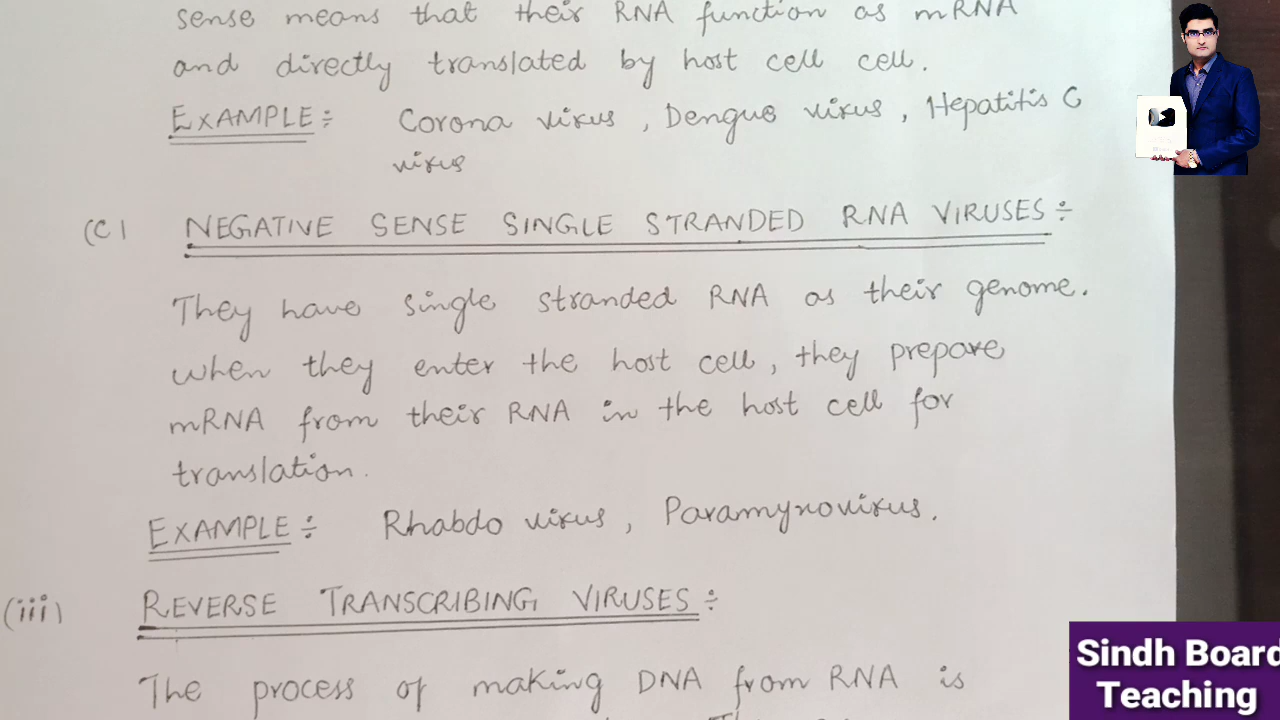 sense means that their RNA function as mRNA
and directly translated by host cell cell.
EXAMPLE÷ Corona virus, Dengue virus, Hepatitis C
virus
(C) NEGATIVE SENSE SINGLE STRANDED RNA VIRUSES÷
They have single stranded RNA as their genome.
when they enter the host cell, they prepare
mRNA from their RNA in the host cell for
translation.
EXAMPLE÷ Rhabdo virus, Paramyxovirus.
(iii) REVERSE TRANSCRIBING VIRUSES÷
The process of making DNA from RNA is
Sindh Board
Teaching